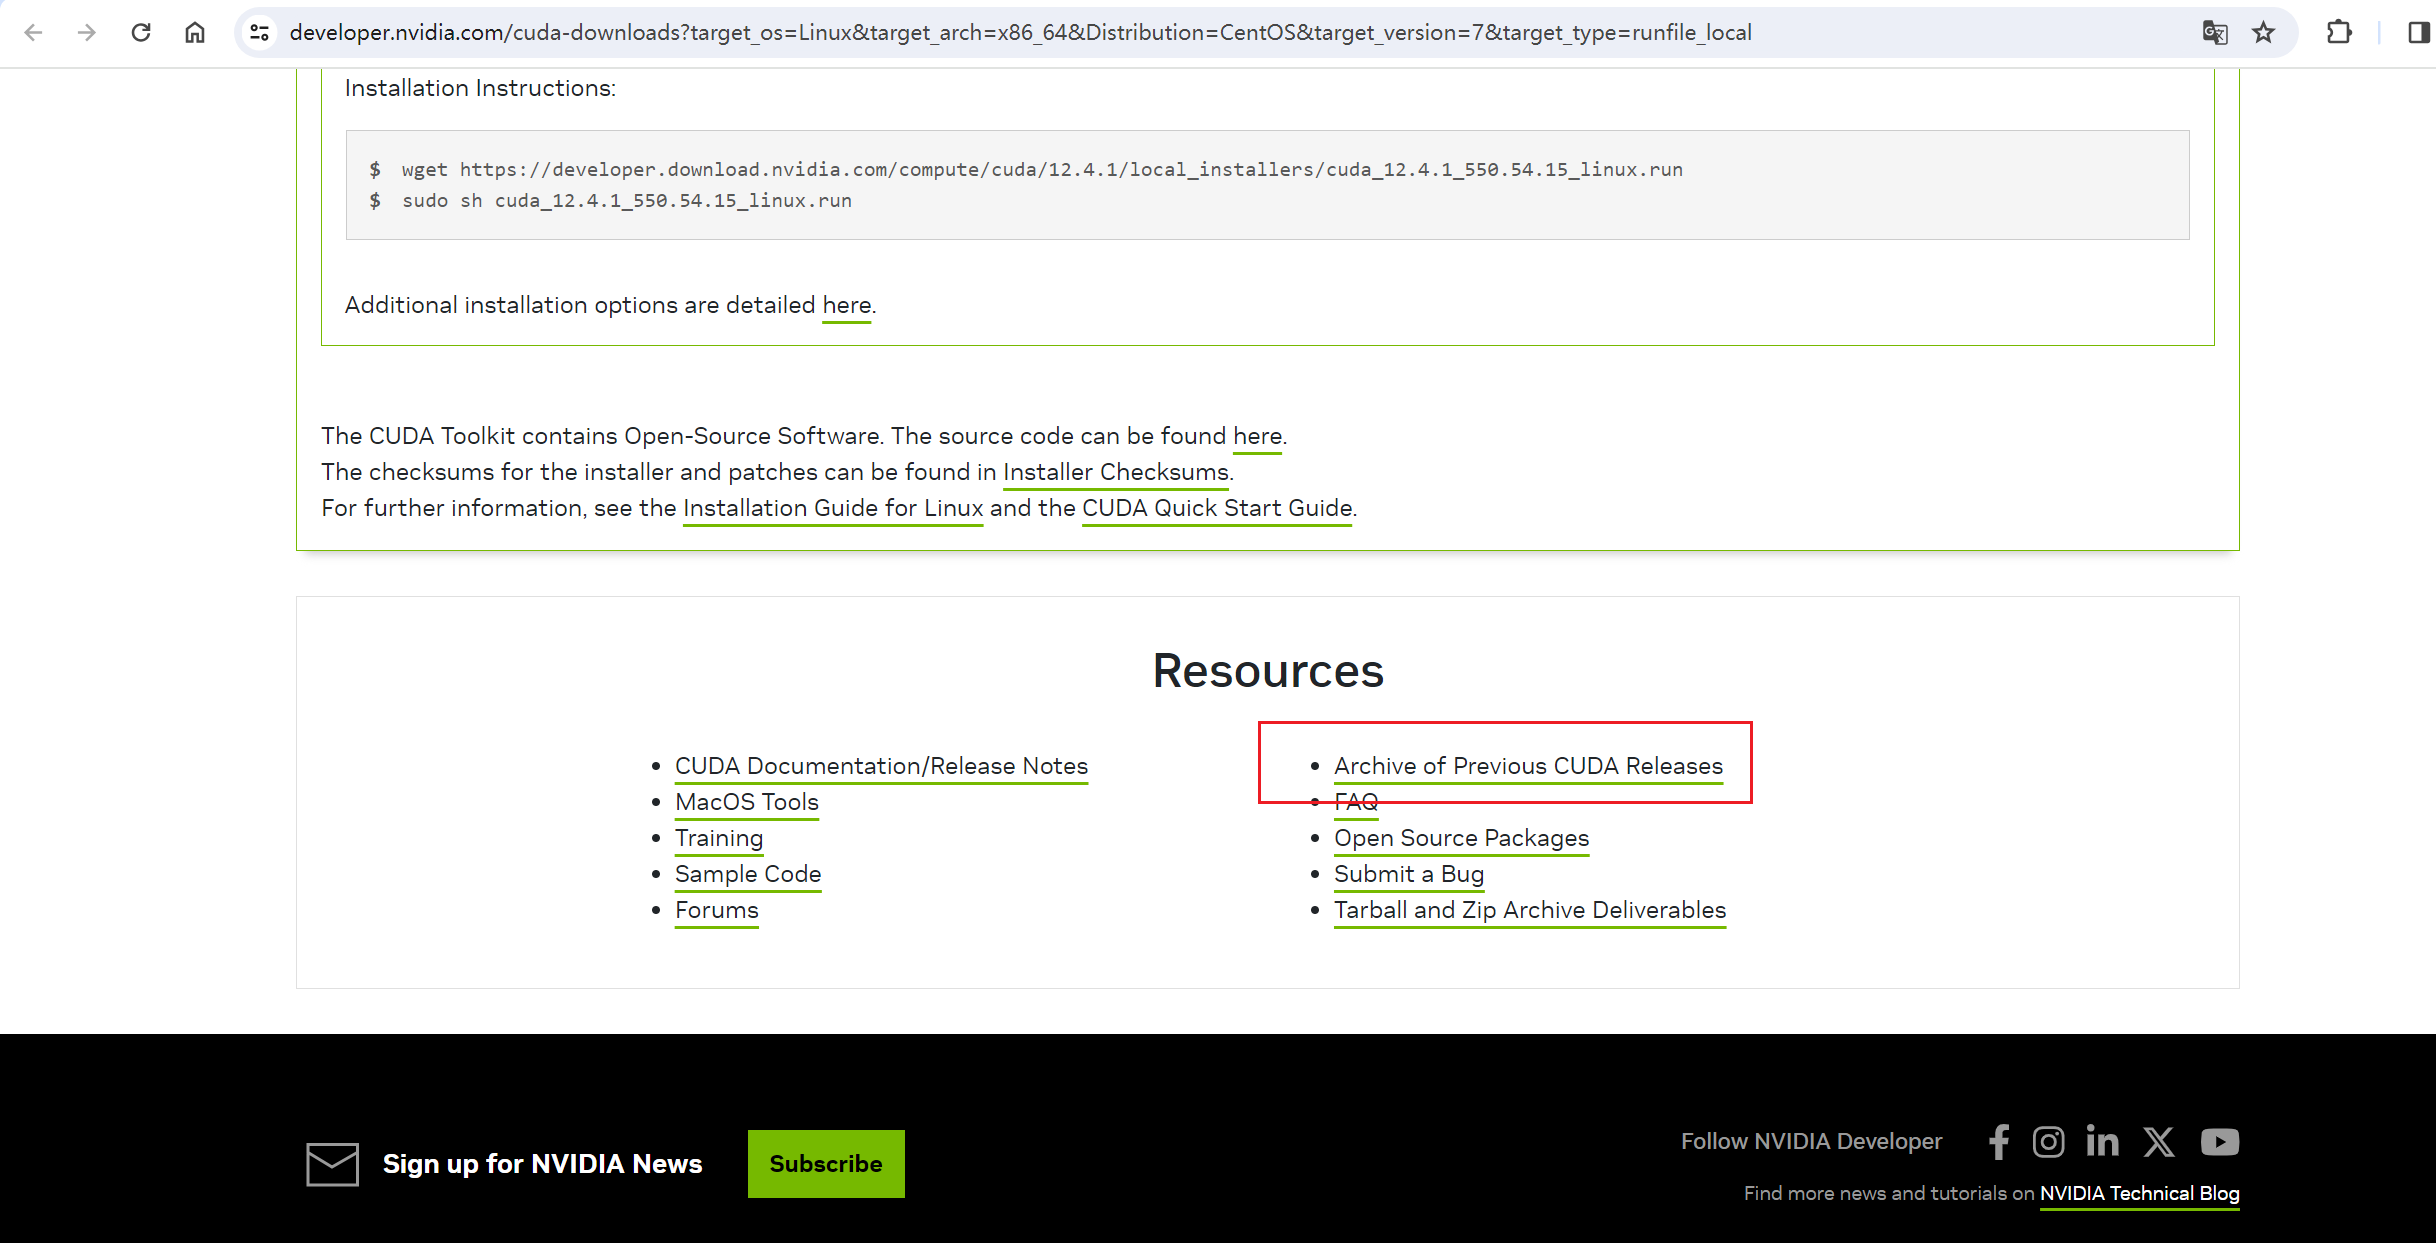 developer.nvidia.com/cuda-downloads?target_os=Linux&target_arch=x86_64&Distribution=CentOS&target_version=7&target_type=runfile_local
Installation Instructions:
$ wget https://developer.download.nvidia.com/compute/cuda/12.4.1/local_installers/cuda_12.4.1_550.54.15_linux.run
$ sudo sh cuda_12.4.1_550.54.15_linux.run
Additional installation options are detailed here.
The CUDA Toolkit contains Open-Source Software. The source code can be found here.
The checksums for the installer and patches can be found in Installer Checksums.
For further information, see the Installation Guide for Linux and the CUDA Quick Start Guide.
Resources
CUDA Documentation/Release Notes
MacOS Tools
Training
Sample Code
Forums
Archive of Previous CUDA Releases
FAQ
Open Source Packages
Submit a Bug
Tarball and Zip Archive Deliverables
Sign up for NVIDIA News
Subscribe
Follow NVIDIA Developer
Find more news and tutorials on NVIDIA Technical Blog